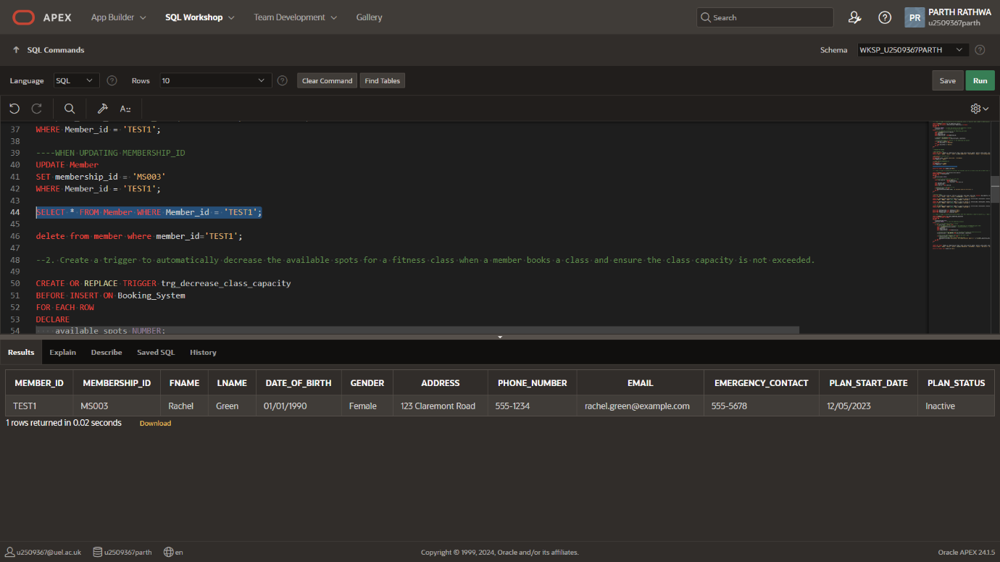 APEX App Builder SQL Workshop Team Development Gallery Search PR PARTH RATHWA
u2509367parth
SQL Commands Schema WKSP_U2509367PARTH
Language SQL Rows 10 Clear Command Find Tables Save Run
A::
37 WHERE Member_id = 'TEST1';
38
39 ----WHEN UPDATING MEMBERSHIP_ID
40 UPDATE Member
41 SET membership_id = 'MS003'
42 WHERE Member_id = 'TEST1';
43
44 SELECT * FROM Member WHERE Member_id = 'TEST1';
45
46 delete from member where member_id='TEST1';
47
48 --2. Create a trigger to automatically decrease the available spots for a fitness class when a member books a class and ensure the class capacity is not exceeded.
49
50 CREATE OR REPLACE TRIGGER trg_decrease_class_capacity
51 BEFORE INSERT ON Booking_System
52 FOR EACH ROW
53 DECLARE
54 available_spots NUMBER;
Results Explain Describe Saved SQL History
MEMBER_ID MEMBERSHIP_ID FNAME LNAME DATE_OF_BIRTH GENDER ADDRESS PHONE_NUMBER EMAIL EMERGENCY_CONTACT PLAN_START_DATE PLAN_STATUS
TEST1 MS003 Rachel Green 01/01/1990 Female 123 Claremont Road 555-1234 rachel.green@example.com 555-5678 12/05/2023 Inactive
1 rows returned in 0.02 seconds Download
u2509367@uel.ac.uk u2509367parth en Copyright © 1999, 2024, Oracle and/or its affiliates. Oracle APEX 24.1.5